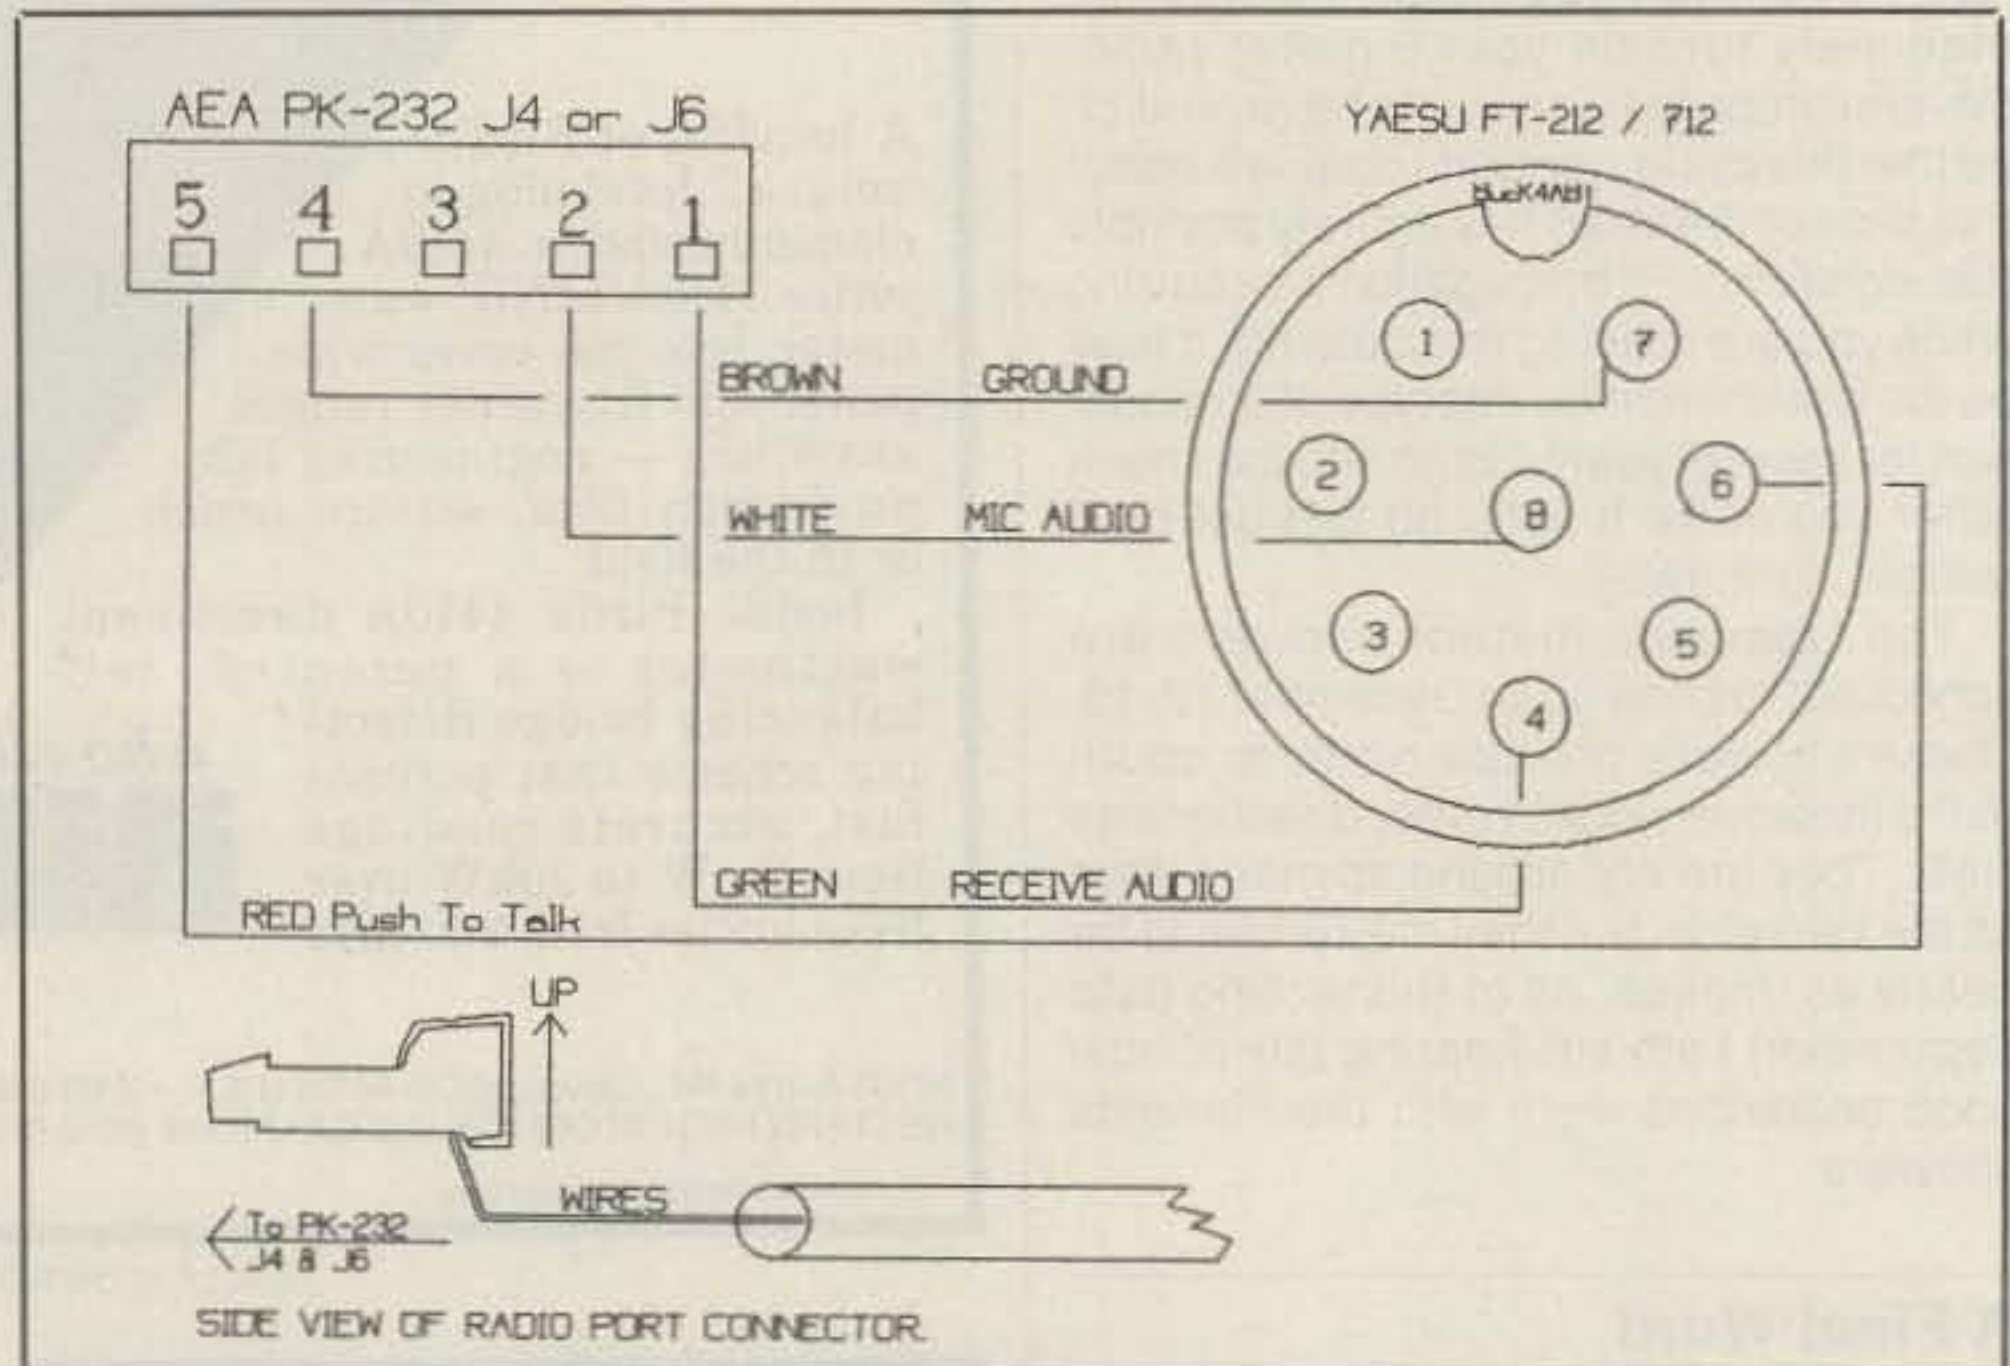 AEA PK-232 J4 or J6
YAESU FT-212 / 712
BucK4ABT
5 4 3 2 1
1 7
BROWN GROUND
2 8 6
WHITE MIC AUDIO
3 5
4
GREEN RECEIVE AUDIO
RED Push To Talk
UP
WIRES
To PK-232
J4 & J6
SIDE VIEW OF RADIO PORT CONNECTOR.